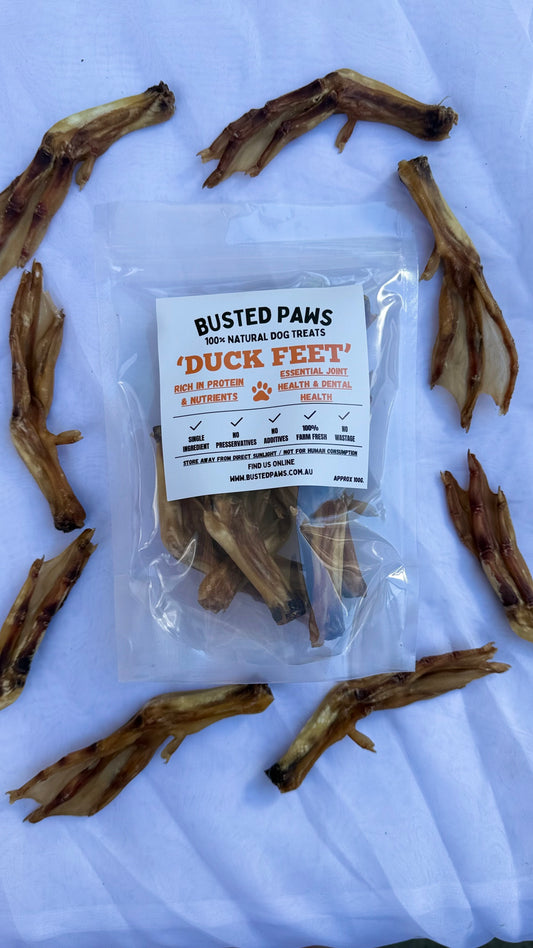 BUSTED PAWS
100% NATURAL DOG TREATS
'DUCK FEET'
RICH IN PROTEIN
& NUTRIENTS
ESSENTIAL JOINT
HEALTH & DENTAL
HEALTH
SINGLE
INGREDIENT
NO
PRESSERVATIVES
NO
ADDITIVES
100%
FARM FRESH
NO
WASTAGE
STORE AWAY FROM DIRECT SUNLIGHT / NOT FOR HUMAN CONSUMPTION
FIND US ONLINE
WWW.BUSTEDPAWS.COM.AU
APPROX 100G.